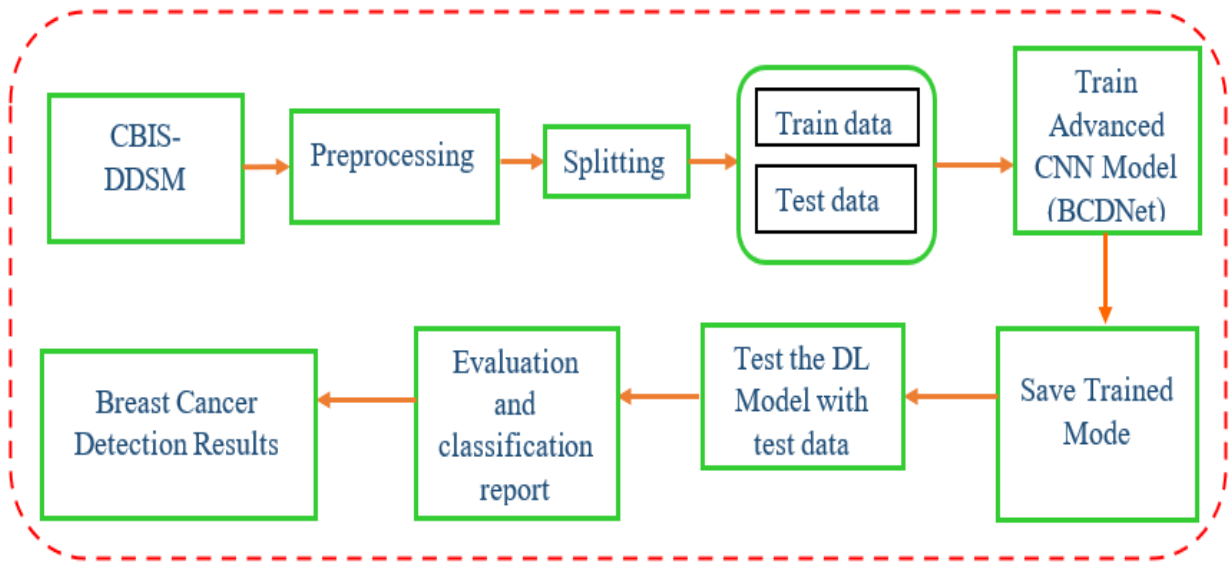 CBIS-
DDSM
Preprocessing
Splitting
Train data
Test data
Train
Advanced
CNN Model
(BCDNet)
Save Trained
Mode
Test the DL
Model with
test data
Evaluation
and
classification
report
Breast Cancer
Detection Results